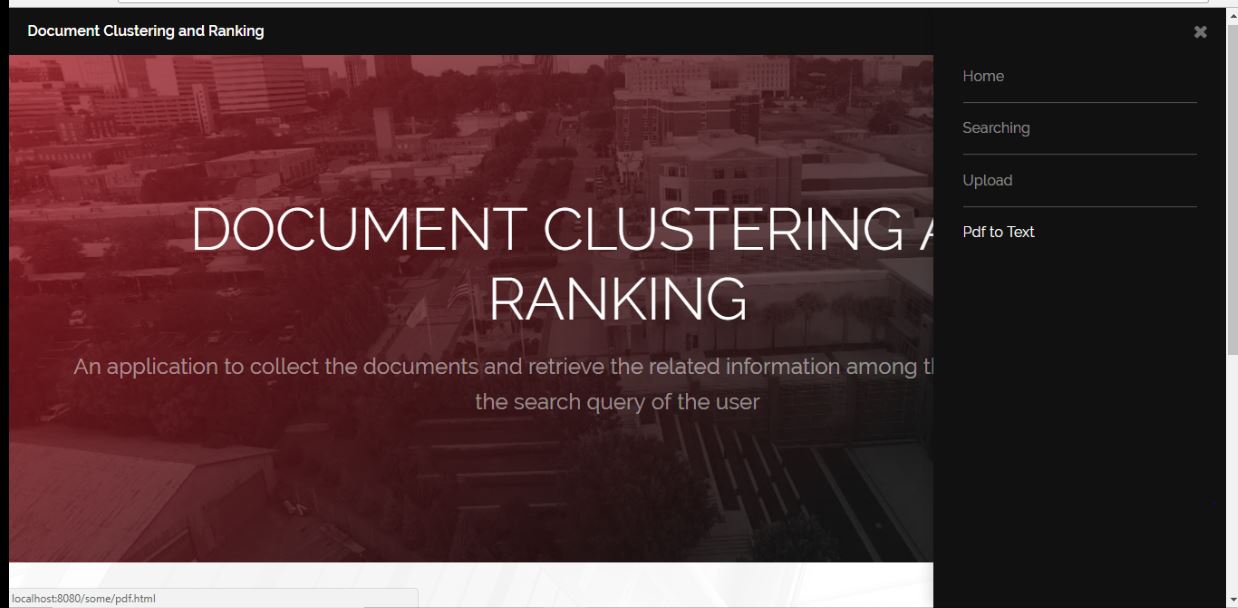 Document Clustering and Ranking
Home
Searching
Upload
Pdf to Text
DOCUMENT CLUSTERING
RANKING
An application to collect the documents and retrieve the related information among
the search query of the user
localhost:8080/some/pdf.html